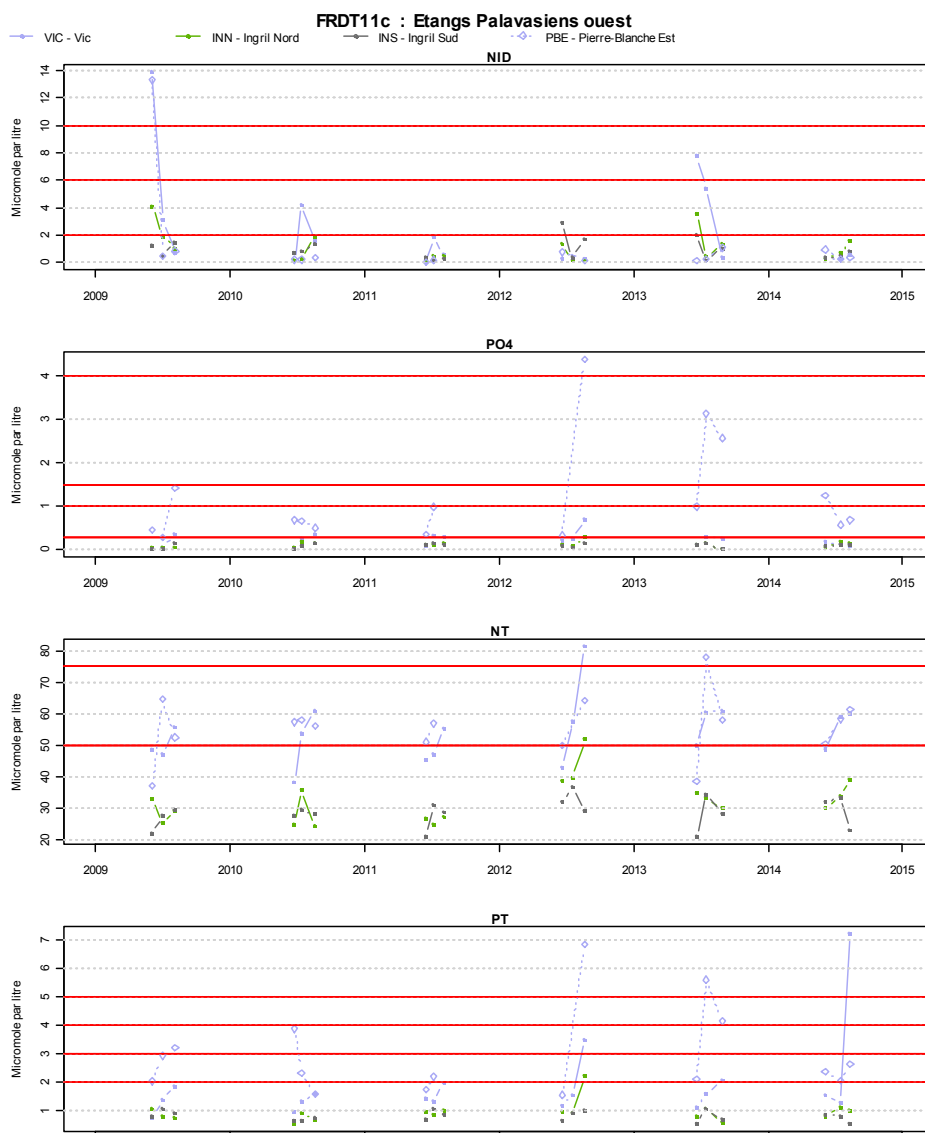 FRDT11c : Etangs Palavasiens ouest
VIC - Vic INN - Ingril Nord INS - Ingril Sud PBE - Pierre-Blanche Est
NID
Micromole par litre
14
12
10
8
6
4
2
0
2009 2010 2011 2012 2013 2014 2015
PO4
Micromole par litre
4
3
2
1
0
2009 2010 2011 2012 2013 2014 2015
NT
Micromole par litre
80
70
60
50
40
30
20
2009 2010 2011 2012 2013 2014 2015
PT
Micromole par litre
7
6
5
4
3
2
1